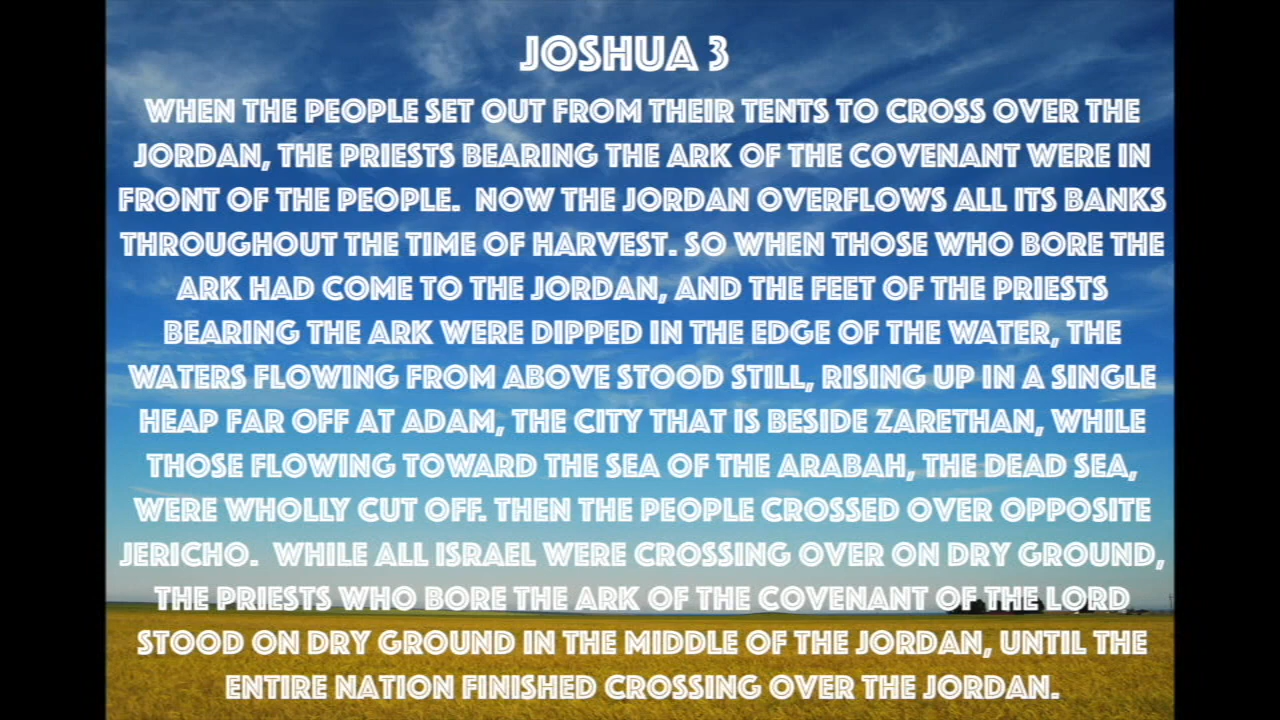 JOSHUA 3
WHEN THE PEOPLE SET OUT FROM THEIR TENTS TO CROSS OVER THE
JORDAN, THE PRIESTS BEARING THE ARK OF THE COVENANT WERE IN
FRONT OF THE PEOPLE. NOW THE JORDAN OVERFLOWS ALL ITS BANKS
THROUGHOUT THE TIME OF HARVEST. SO WHEN THOSE WHO BORE THE
ARK HAD COME TO THE JORDAN, AND THE FEET OF THE PRIESTS
BEARING THE ARK WERE DIPPED IN THE EDGE OF THE WATER, THE
WATERS FLOWING FROM ABOVE STOOD STILL, RISING UP IN A SINGLE
HEAP FAR OFF AT ADAM, THE CITY THAT IS BESIDE ZARETHAN, WHILE
THOSE FLOWING TOWARD THE SEA OF THE ARABAH, THE DEAD SEA,
WERE WHOLLY CUT OFF. THEN THE PEOPLE CROSSED OVER OPPOSITE
JERICHO. WHILE ALL ISRAEL WERE CROSSING OVER ON DRY GROUND,
THE PRIESTS WHO BORE THE ARK OF THE COVENANT OF THE LORD
STOOD ON DRY GROUND IN THE MIDDLE OF THE JORDAN, UNTIL THE
ENTIRE NATION FINISHED CROSSING OVER THE JORDAN.